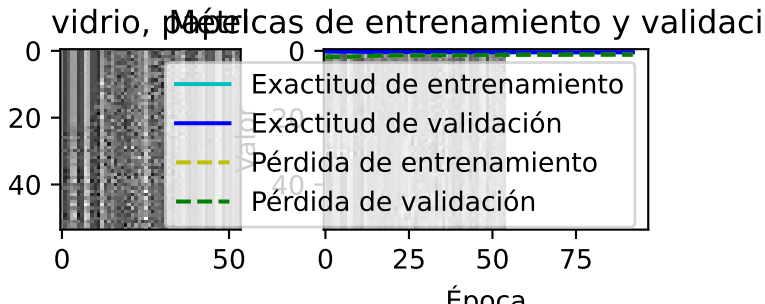 vidrio, papel
Métricas de entrenamiento y validaci
0
20
40
0
50
Valor
0
20
40
Exactitud de entrenamiento
Exactitud de validación
Pérdida de entrenamiento
Pérdida de validación
0
25
50
75
Época